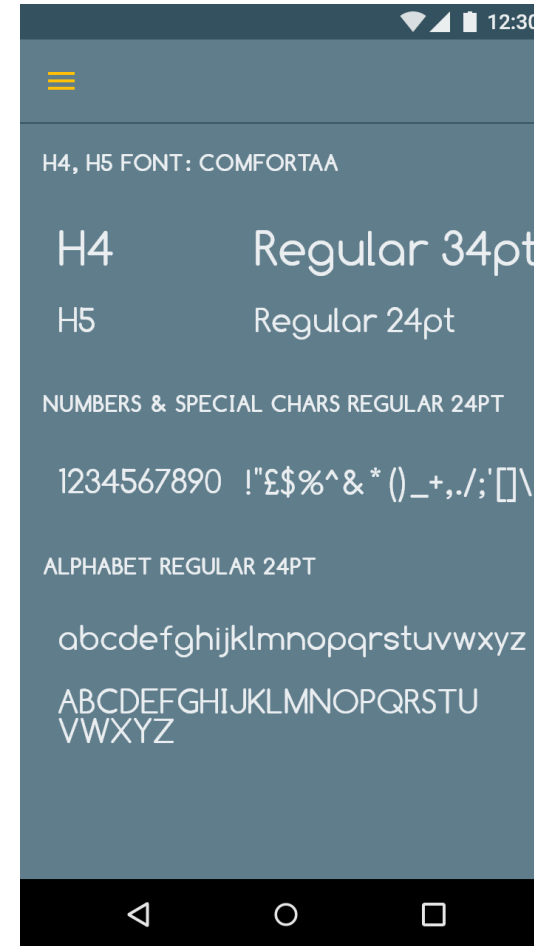 12:30
H4, H5 FONT: COMFORTAA
H4 Regular 34pt
H5 Regular 24pt
NUMBERS & SPECIAL CHARS REGULAR 24PT
1234567890 !"£$%^&*()_+,./;'[]\
ALPHABET REGULAR 24PT
abcdefghijklmnopqrstuvwxyz
ABCDEFGHIJKLMNOPQRSTU
VWXYZ